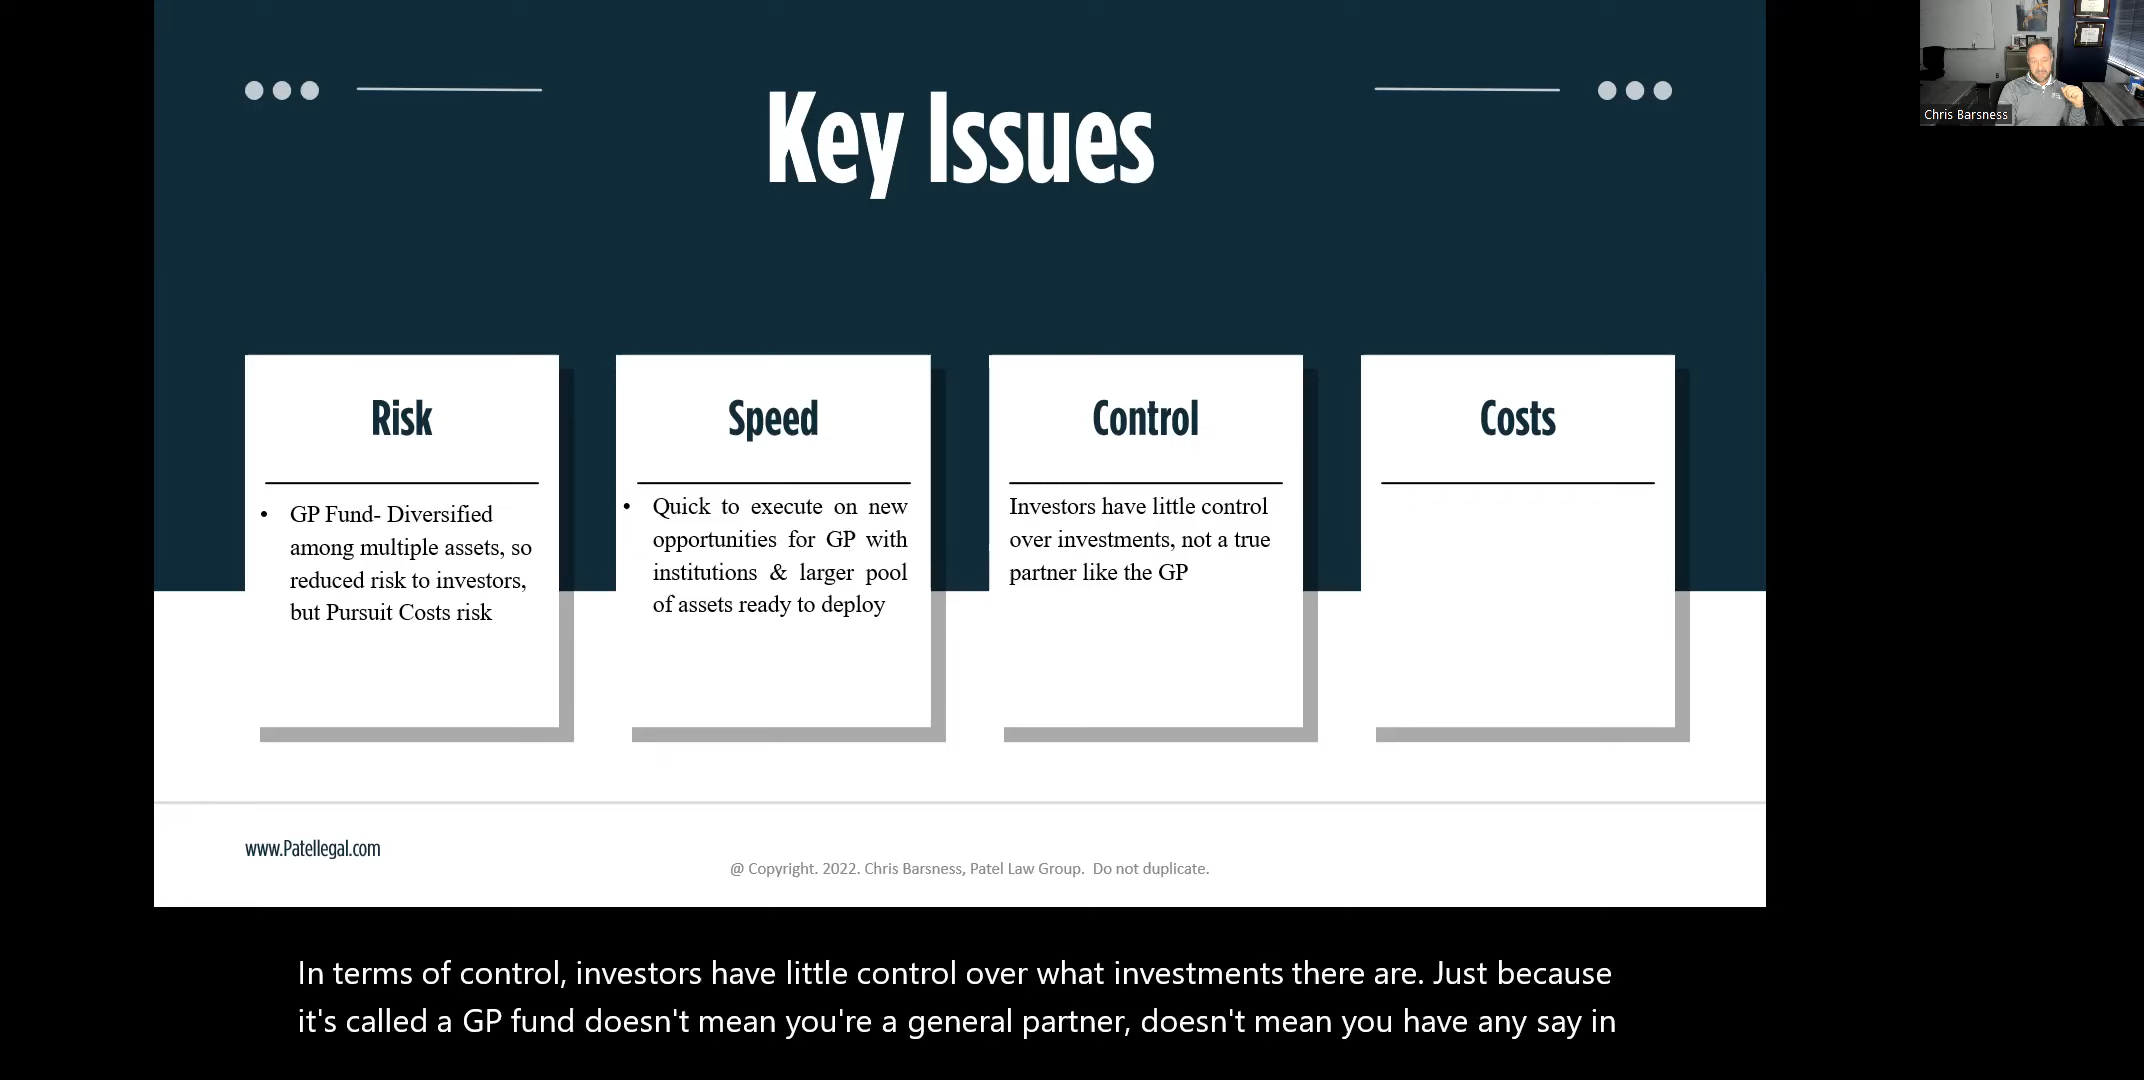 Key Issues
Chris Barsness
Risk
• GP Fund- Diversified
among multiple assets, so
reduced risk to investors,
but Pursuit Costs risk
Speed
• Quick to execute on new
opportunities for GP with
institutions & larger pool
of assets ready to deploy
Control
Investors have little control
over investments, not a true
partner like the GP
Costs
www.Patellegal.com
@ Copyright. 2022. Chris Barsness, Patel Law Group. Do not duplicate.
In terms of control, investors have little control over what investments there are. Just because
it's called a GP fund doesn't mean you're a general partner, doesn't mean you have any say in